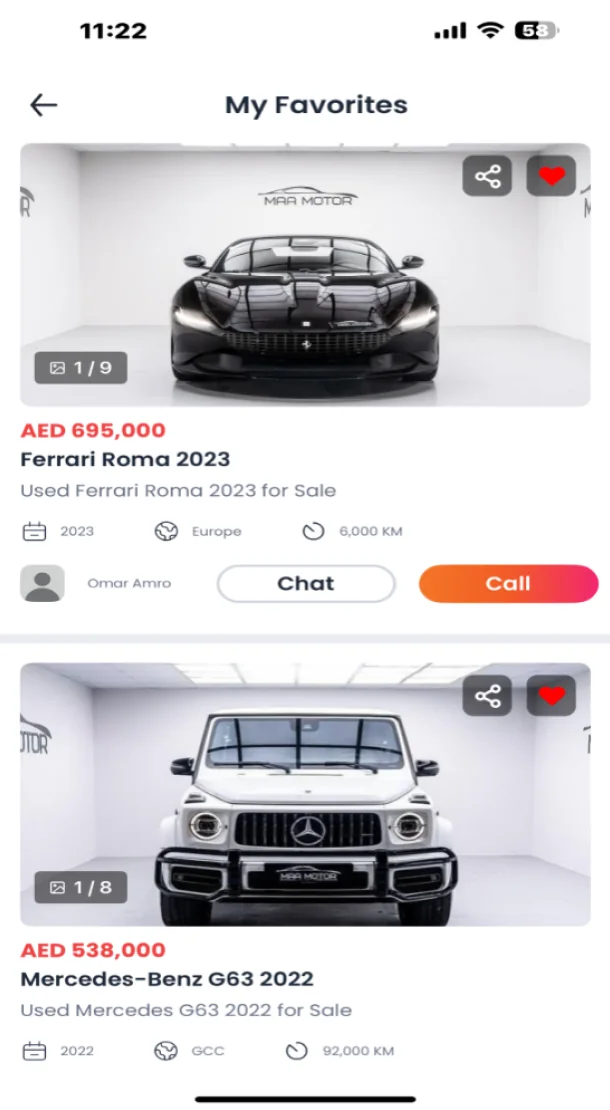 11:22
58
My Favorites
MAA MOTOR
1 / 9
AED 695,000
Ferrari Roma 2023
Used Ferrari Roma 2023 for Sale
2023
Europe
6,000 KM
Omar Amro
Chat
Call
TOR
1 / 8
MAA MOTOR
AED 538,000
Mercedes-Benz G63 2022
Used Mercedes G63 2022 for Sale
2022
GCC
92,000 KM